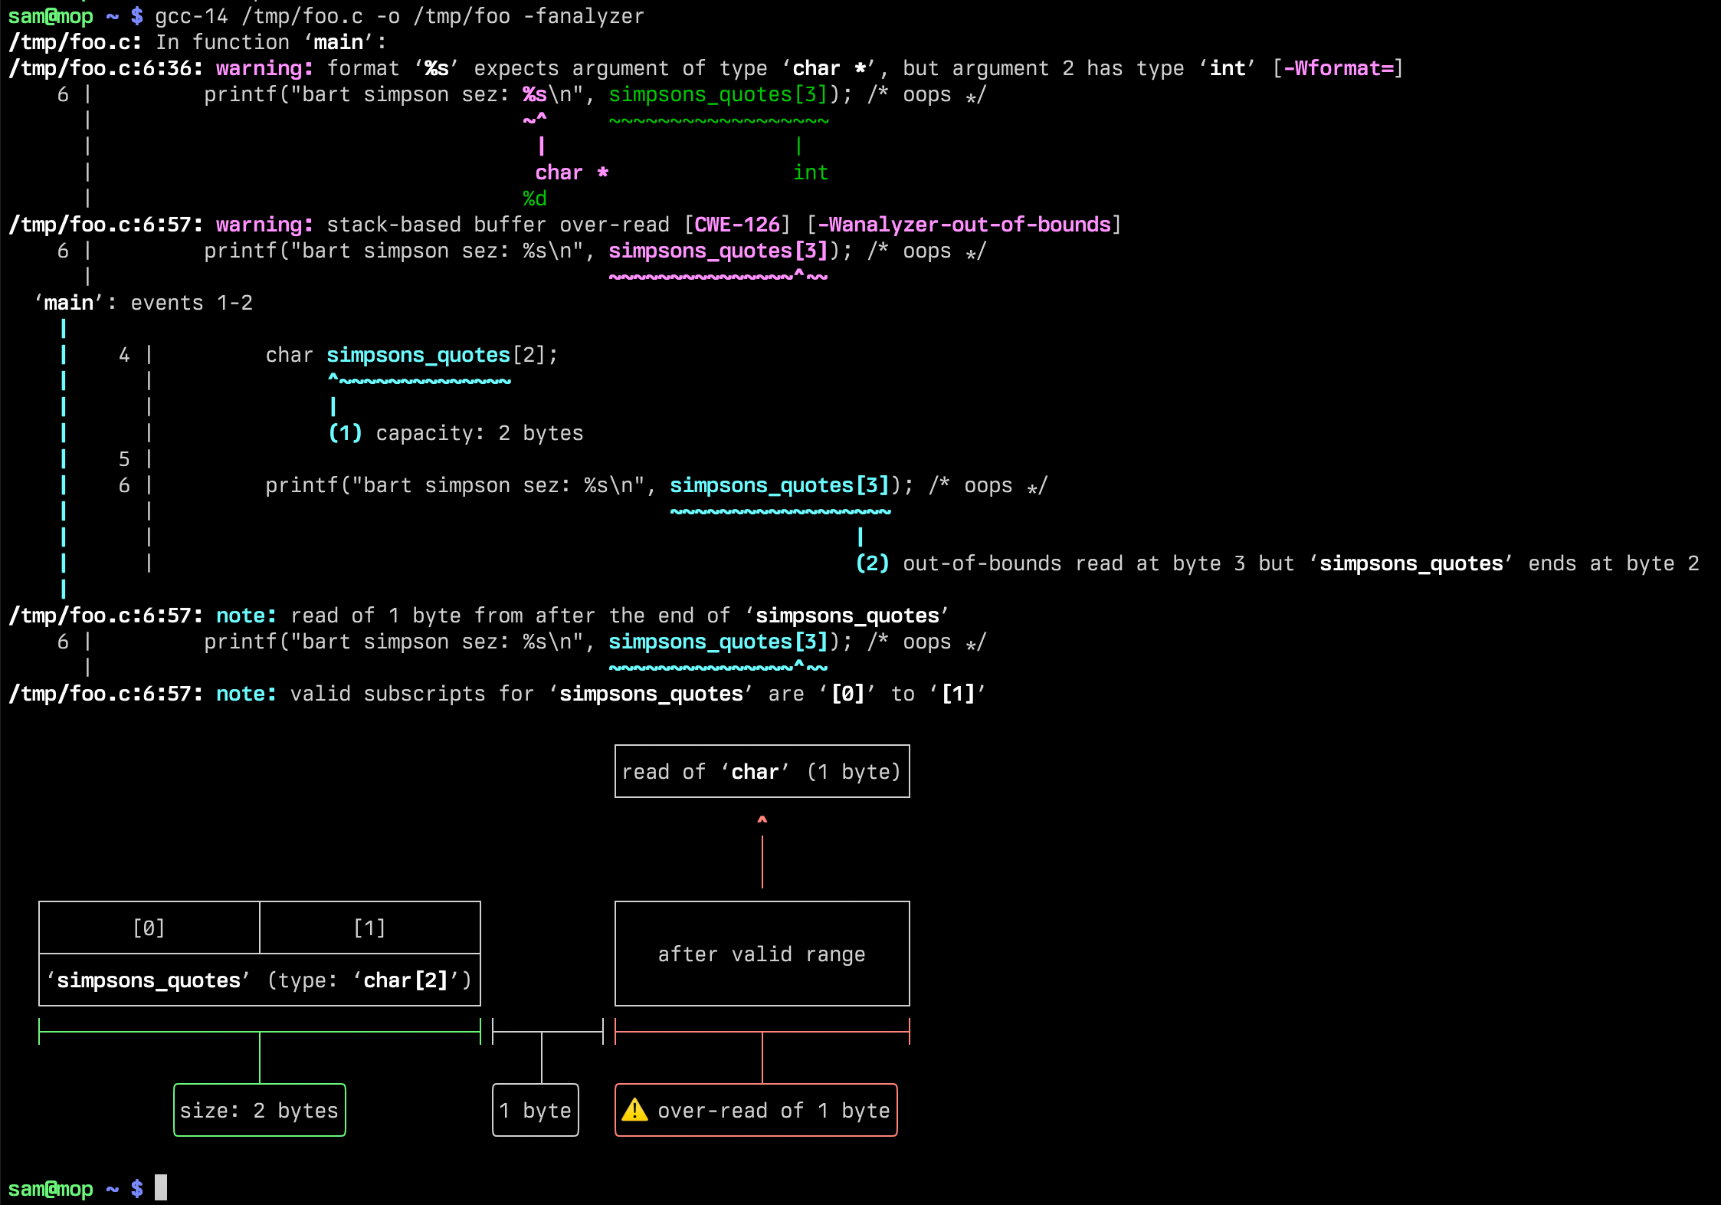 sam@mop ~ $ gcc-14 /tmp/foo.c -o /tmp/foo -fanalyzer
/tmp/foo.c: In function ‘main’:
/tmp/foo.c:6:36: warning: format ‘%s’ expects argument of type ‘char *’, but argument 2 has type ‘int’ [-Wformat=]
6 | printf("bart simpson sez: %s\n", simpsons_quotes[3]); /* oops */
| ~^ ~~~~~~~~~~~~~~~~~~
| | |
| char * int
| %d
/tmp/foo.c:6:57: warning: stack-based buffer over-read [CWE-126] [-Wanalyzer-out-of-bounds]
6 | printf("bart simpson sez: %s\n", simpsons_quotes[3]); /* oops */
| ~~~~~~~~~~~~~~~^~~
‘main’: events 1-2
|
| 4 | char simpsons_quotes[2];
| | ^~~~~~~~~~~~~~~
| | |
| | (1) capacity: 2 bytes
| 5 |
| 6 | printf("bart simpson sez: %s\n", simpsons_quotes[3]); /* oops */
| | ~~~~~~~~~~~~~~~~~~
| | |
| | (2) out-of-bounds read at byte 3 but ‘simpsons_quotes’ ends at byte 2
|
/tmp/foo.c:6:57: note: read of 1 byte from after the end of ‘simpsons_quotes’
6 | printf("bart simpson sez: %s\n", simpsons_quotes[3]); /* oops */
| ~~~~~~~~~~~~~~~^~~
/tmp/foo.c:6:57: note: valid subscripts for ‘simpsons_quotes’ are ‘[0]’ to ‘[1]’
read of ‘char’ (1 byte)
^
[0] [1]
after valid range
‘simpsons_quotes’ (type: ‘char[2]’)
size: 2 bytes 1 byte ⚠️ over-read of 1 byte
sam@mop ~ $